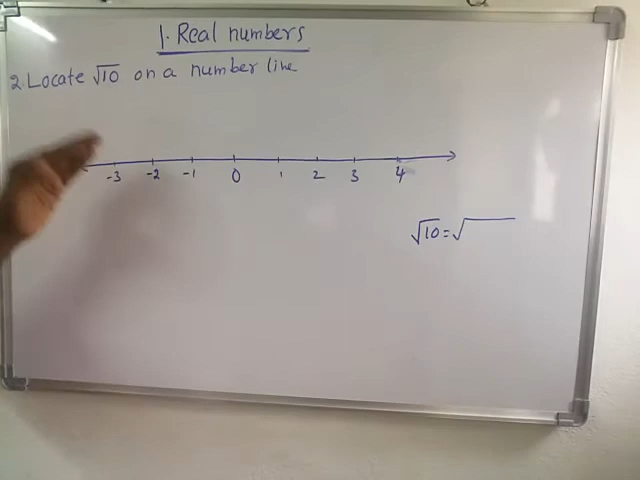 1. Real numbers
2. Locate √10 on a number line
-3 -2 -1 0 1 2 3 4
√10 = √